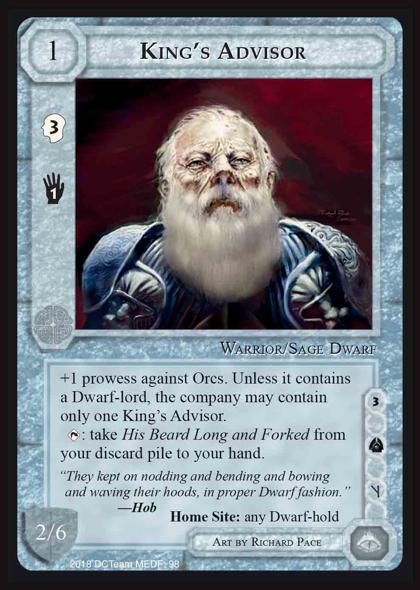 1
KING'S ADVISOR
3
1
WARRIOR/SAGE DWARF
+1 prowess against Orcs. Unless it contains
a Dwarf-lord, the company may contain
only one King's Advisor.
: take His Beard Long and Forked from
your discard pile to your hand.
“They kept on nodding and bending and bowing
and waving their hoods, in proper Dwarf fashion.”
—Hob
Home Site: any Dwarf-hold
3
2/6
ART BY RICHARD PACE
2018 DCTeam MEDF: 98